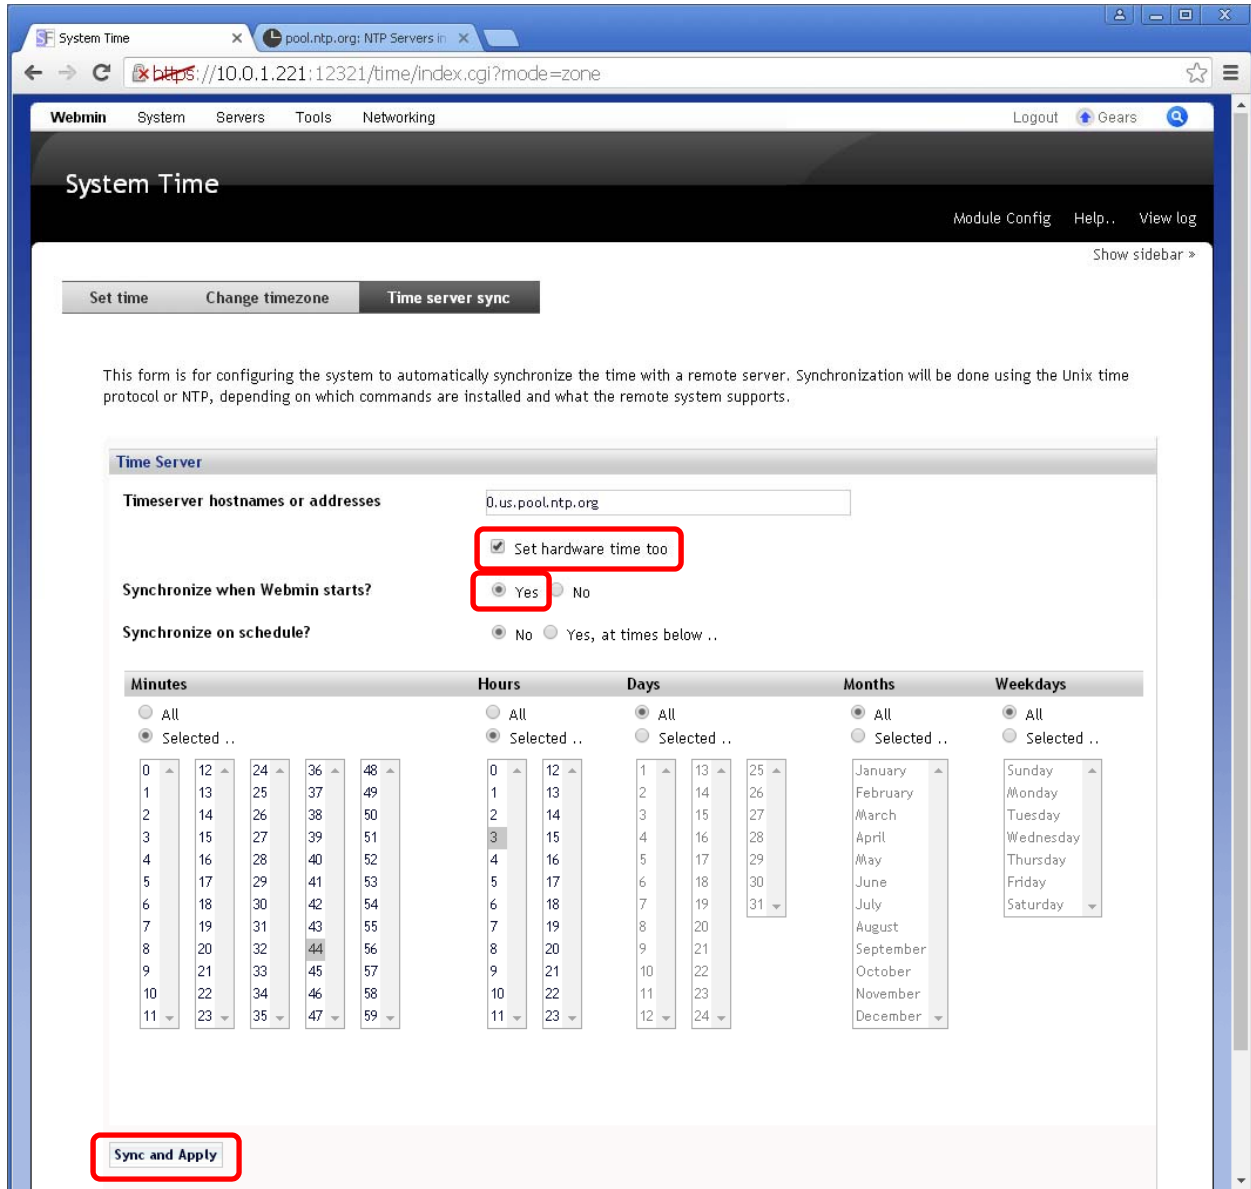 System Time
pool.ntp.org: NTP Servers in
https://10.0.1.221:12321/time/index.cgi?mode=zone
Webmin System Servers Tools Networking Logout Gears
System Time
Module Config Help.. View log
Show sidebar »
Set time Change timezone Time server sync
This form is for configuring the system to automatically synchronize the time with a remote server. Synchronization will be done using the Unix time
protocol or NTP, depending on which commands are installed and what the remote system supports.
Time Server
Timeserver hostnames or addresses 0.us.pool.ntp.org
Set hardware time too
Synchronize when Webmin starts? Yes No
Synchronize on schedule? No Yes, at times below ..
Minutes Hours Days Months Weekdays
All All All All All
Selected .. Selected .. Selected .. Selected .. Selected ..
0 12 24 36 48 0 12 1 13 25 January Sunday
1 13 25 37 49 1 13 2 14 26 February Monday
2 14 26 38 50 2 14 3 15 27 March Tuesday
3 15 27 39 51 3 15 4 16 28 April Wednesday
4 16 28 40 52 4 16 5 17 29 May Thursday
5 17 29 41 53 5 17 6 18 30 June Friday
6 18 30 42 54 6 18 7 19 31 July Saturday
7 19 31 43 55 7 19 8 20 August
8 20 32 44 56 8 20 9 21 September
9 21 33 45 57 9 21 10 22 October
10 22 34 46 58 10 22 11 23 November
11 23 35 47 59 11 23 12 24 December
Sync and Apply